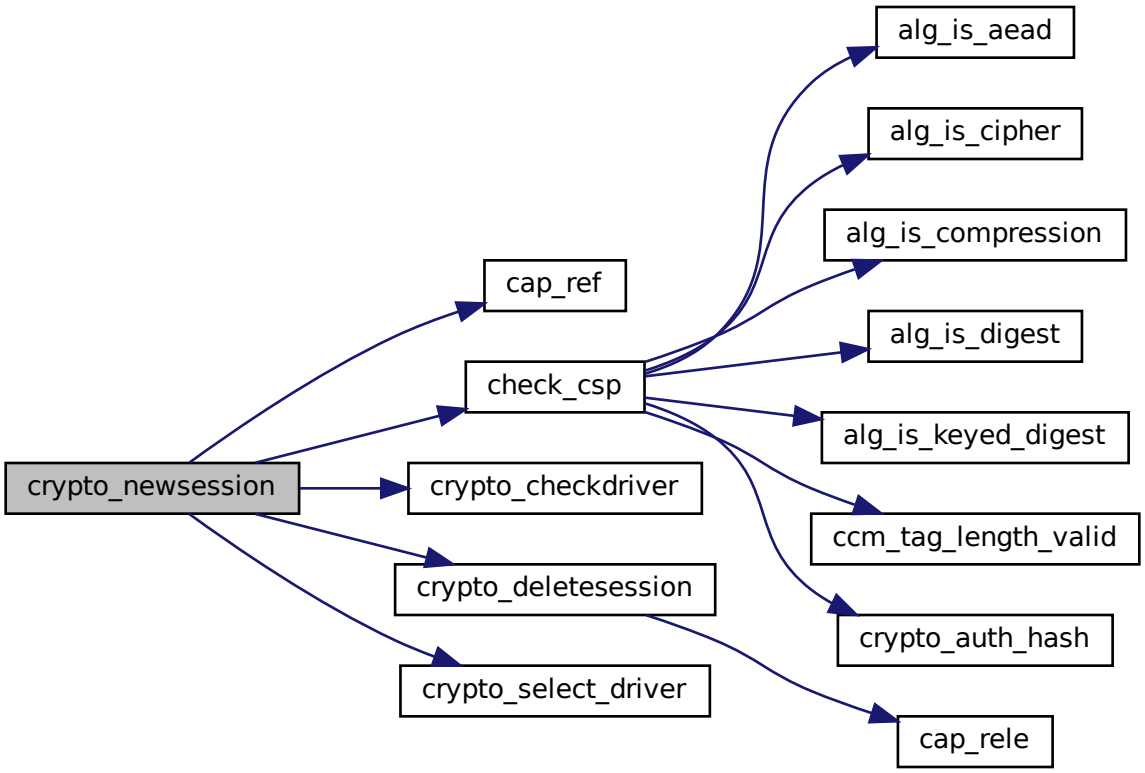 alg_is_aead
alg_is_cipher
alg_is_compression
cap_ref
alg_is_digest
check_csp
alg_is_keyed_digest
crypto_newsession
crypto_checkdriver
ccm_tag_length_valid
crypto_deletesession
crypto_auth_hash
crypto_select_driver
cap_rele